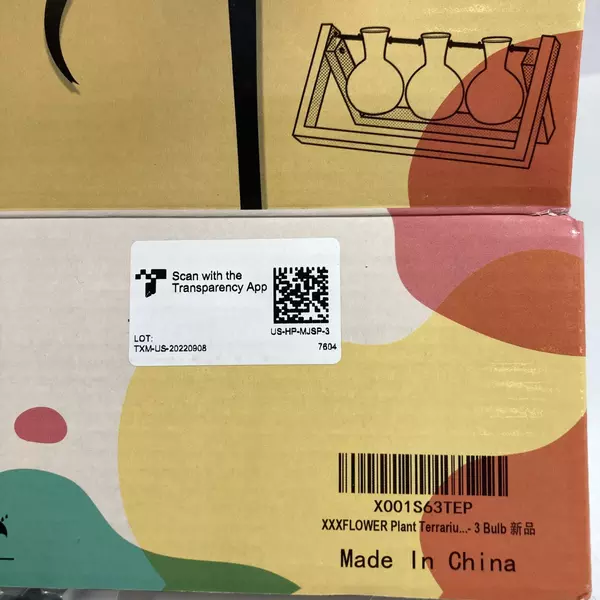 Scan with the
Transparency App
US-HP-MJSP-3
LOT:
TXM-US-20220908
7604
X001S63TEP
XXXFLOWER Plant Terrariu...- 3 Bulb 新品
Made In China